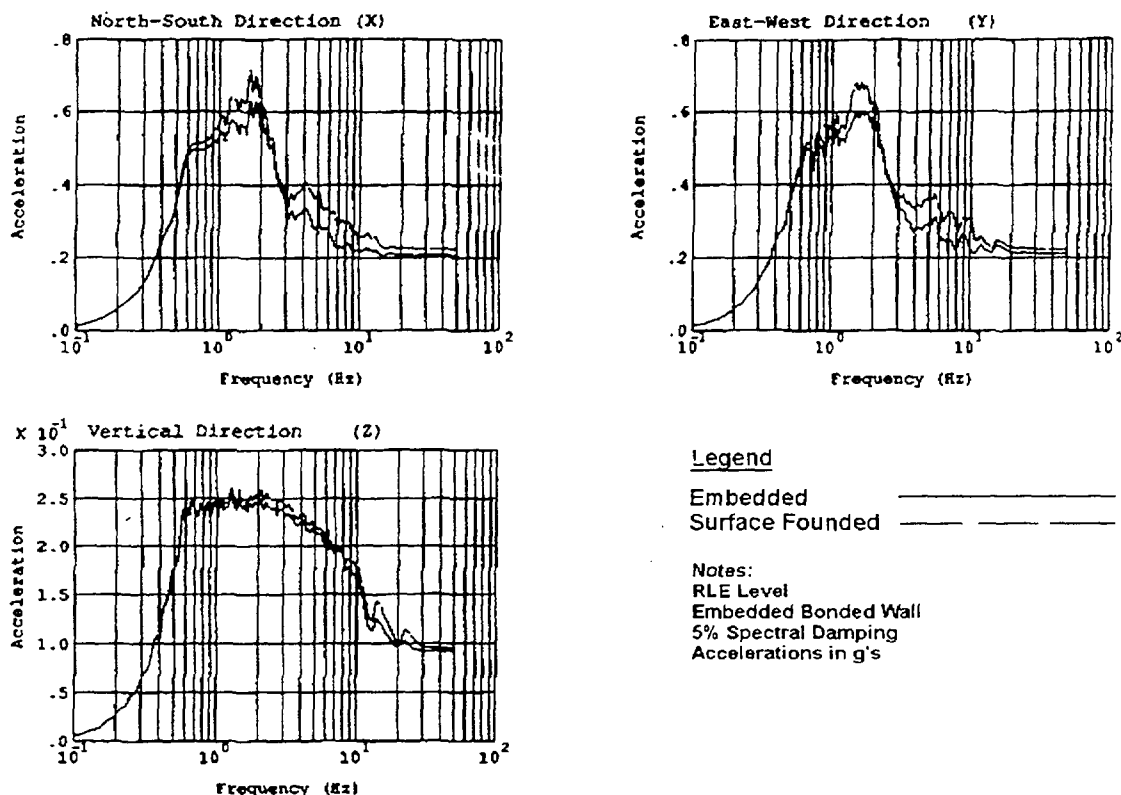 North-South Direction (X)
.8
.6
.4
.2
.0
Acceleration
10⁻¹ 10⁰ 10¹ 10²
Frequency (Hz)
East-West Direction (Y)
.8
.6
.4
.2
.0
Acceleration
10⁻¹ 10⁰ 10¹ 10²
Frequency (Hz)
X 10⁻¹ Vertical Direction (Z)
3.0
2.5
2.0
1.5
1.0
.5
.0
Acceleration
10⁻¹ 10⁰ 10¹ 10²
Frequency (Hz)
Legend
Embedded
Surface Founded
Notes:
RLE Level
Embedded Bonded Wall
5% Spectral Damping
Accelerations in g's